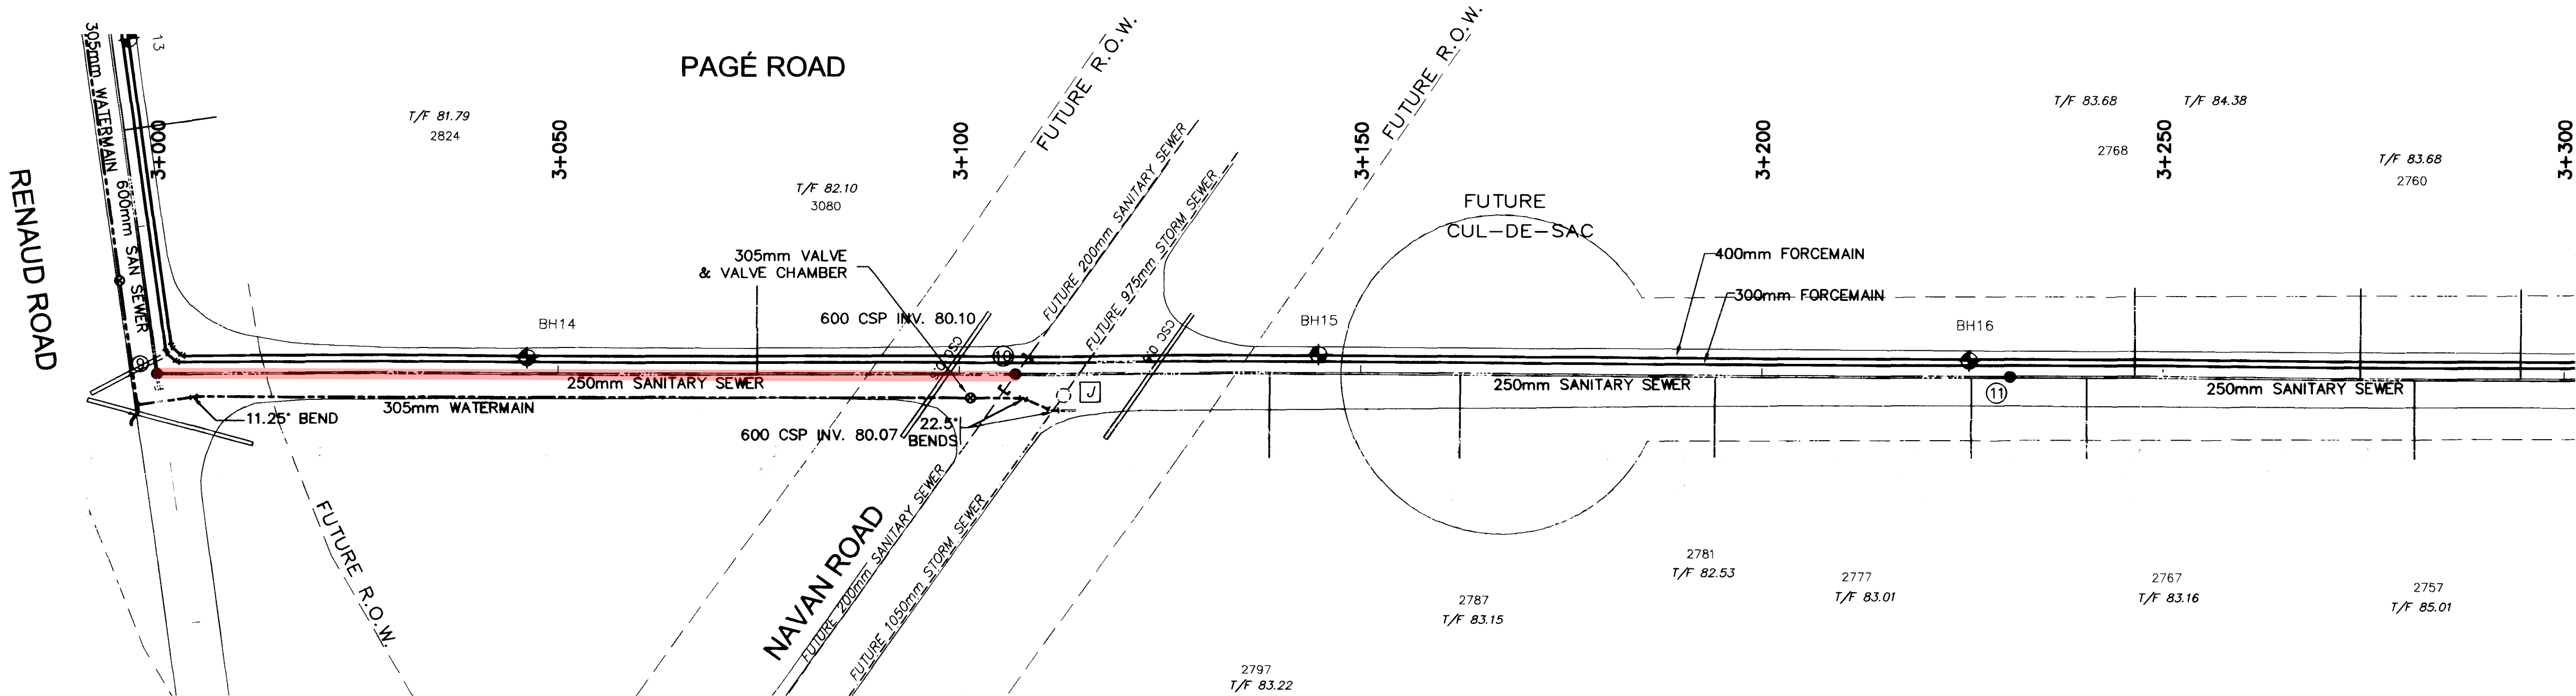 PAGÉ ROAD
RENAUD ROAD
NAVAN ROAD
305mm WATERMAIN
600mm SAN SEWER
13
3+000
3+050
3+100
3+150
3+200
3+250
3+300
T/F 81.79
2824
T/F 82.10
3080
FUTURE R.O.W.
FUTURE R.O.W.
FUTURE 200mm SANITARY SEWER
FUTURE 975mm STORM SEWER
T/F 83.68
T/F 84.38
2768
T/F 83.68
2760
FUTURE
CUL-DE-SAC
305mm VALVE
& VALVE CHAMBER
400mm FORCEMAIN
300mm FORCEMAIN
BH14
600 CSP INV. 80.10
BH15
BH16
9
10
11
250mm SANITARY SEWER
250mm SANITARY SEWER
250mm SANITARY SEWER
305mm WATERMAIN
J
11.25° BEND
22.5°
BENDS
600 CSP INV. 80.07
FUTURE R.O.W.
FUTURE 200mm SANITARY SEWER
FUTURE 1050mm STORM SEWER
2781
T/F 82.53
2777
T/F 83.01
2767
T/F 83.16
2757
T/F 85.01
2787
T/F 83.15
2797
T/F 83.22